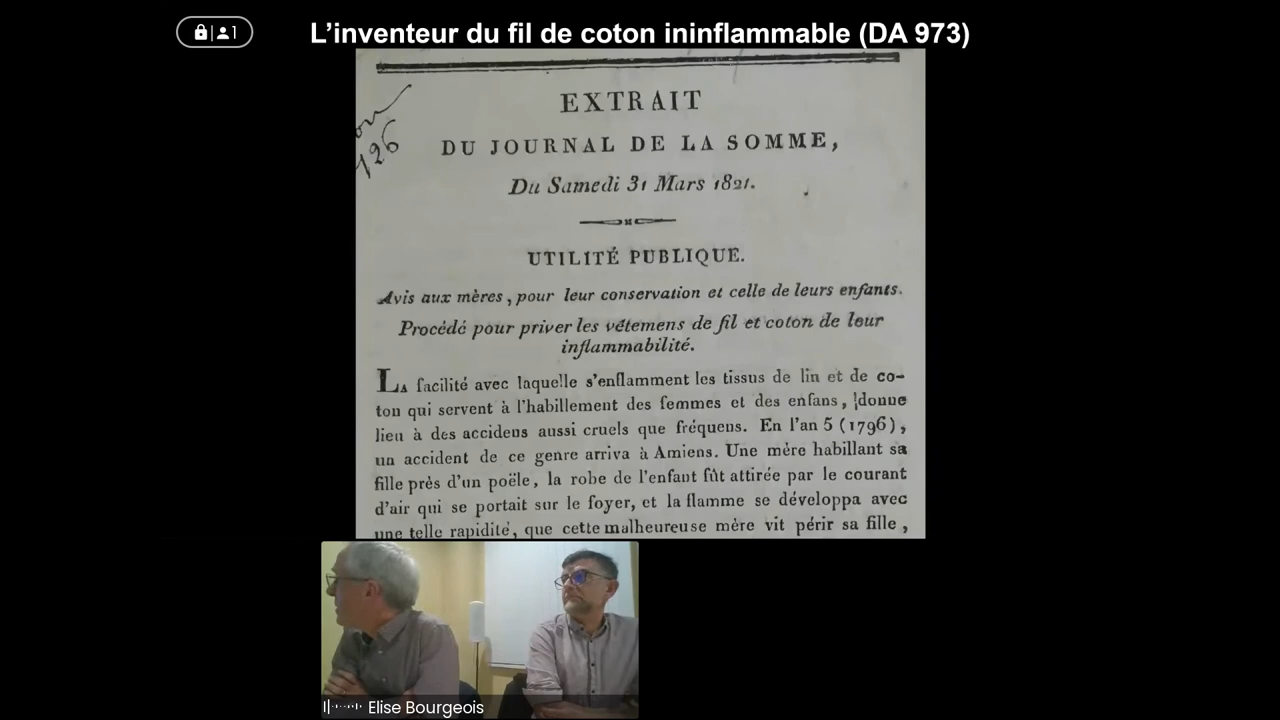 1
L’inventeur du fil de coton ininflammable (DA 973)
126
EXTRAIT
DU JOURNAL DE LA SOMME,
Du Samedi 31 Mars 1821.
UTILITÉ PUBLIQUE.
Avis aux mères, pour leur conservation et celle de leurs enfants.
Procédé pour priver les vêtemens de fil et coton de leur
inflammabilité.
LA facilité avec laquelle s'enflamment les tissus de lin et de co-
ton qui servent à l'habillement des femmes et des enfans, donne
lieu à des accidens aussi cruels que fréquens. En l'an 5 (1796),
un accident de ce genre arriva à Amiens. Une mère habillant sa
fille près d'un poële, la robe de l'enfant fût attirée par le courant
d'air qui se portait sur le foyer, et la flamme se développa avec
une telle rapidité, que cette malheureuse mère vit périr sa fille,
Elise Bourgeois